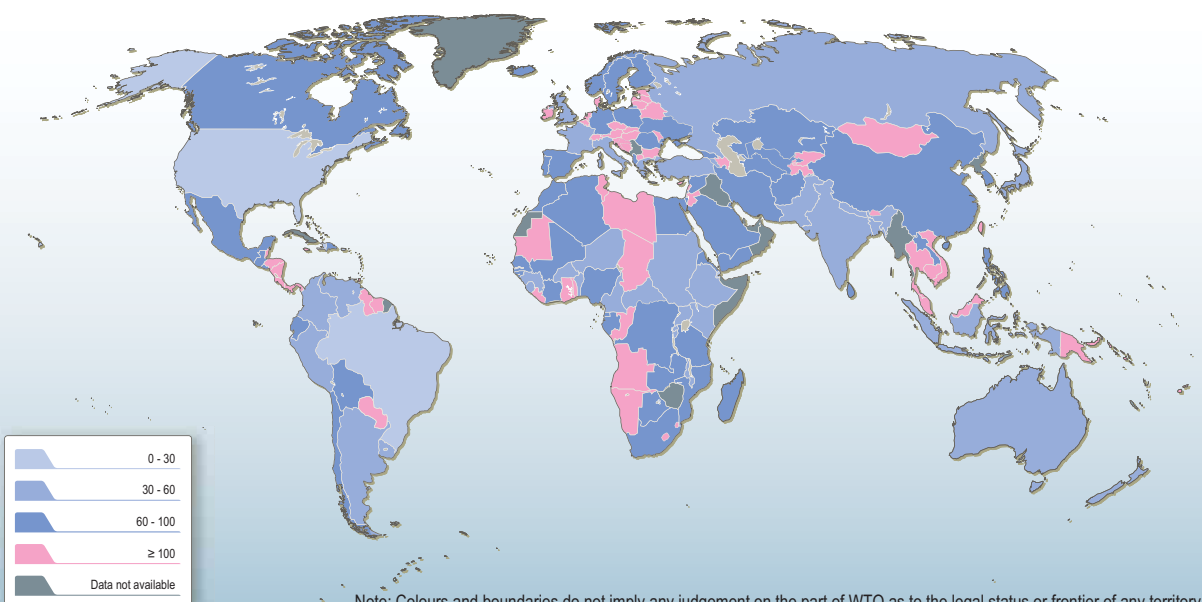 0 - 30
30 - 60
60 - 100
≥ 100
Data not available
Note: Colours and boundaries do not imply any judgement on the part of WTO as to the legal status or frontier of any territory